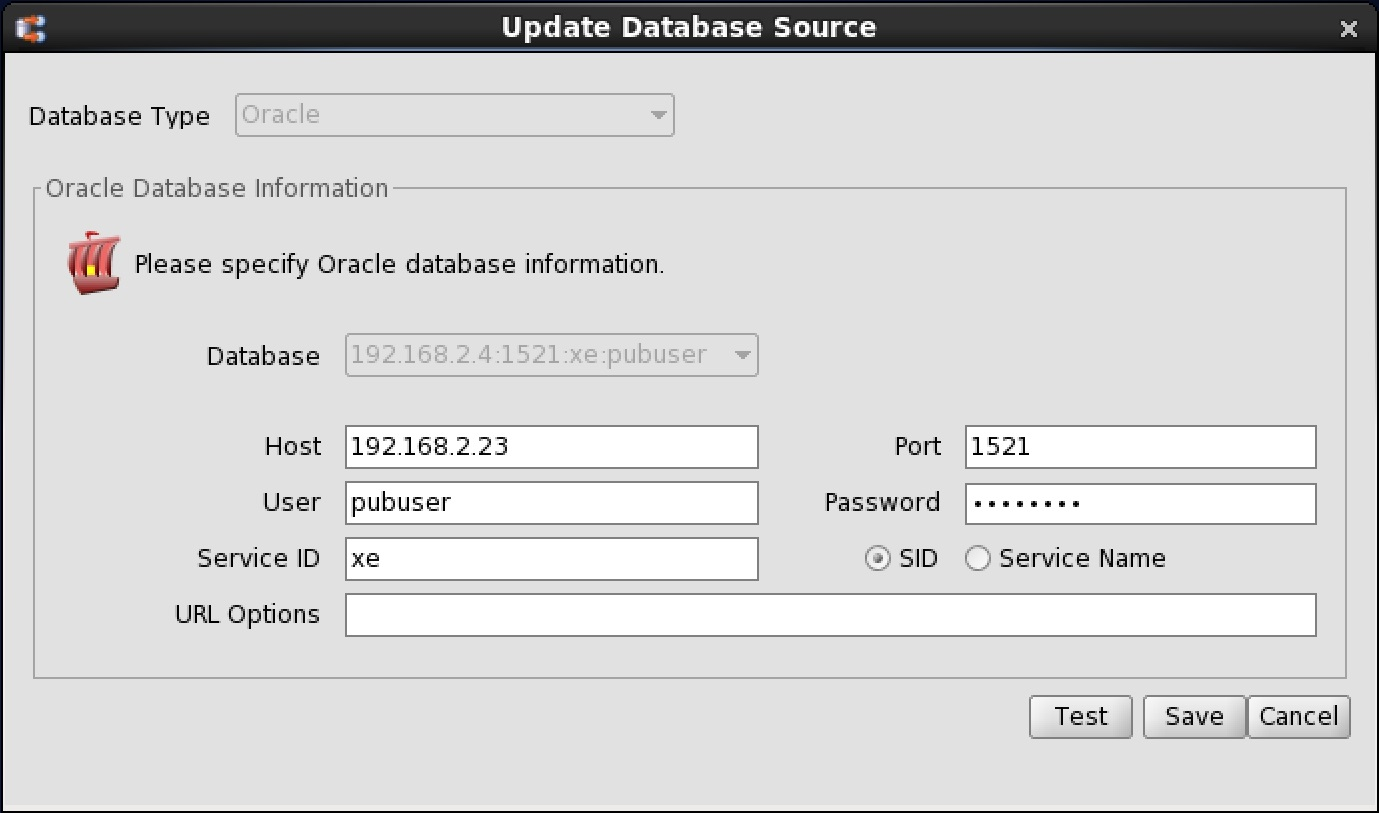 Update Database Source
Database Type Oracle
Oracle Database Information
Please specify Oracle database information.
Database 192.168.2.4:1521:xe:pubuser
Host 192.168.2.23 Port 1521
User pubuser Password ••••••••
Service ID xe SID Service Name
URL Options
Test Save Cancel